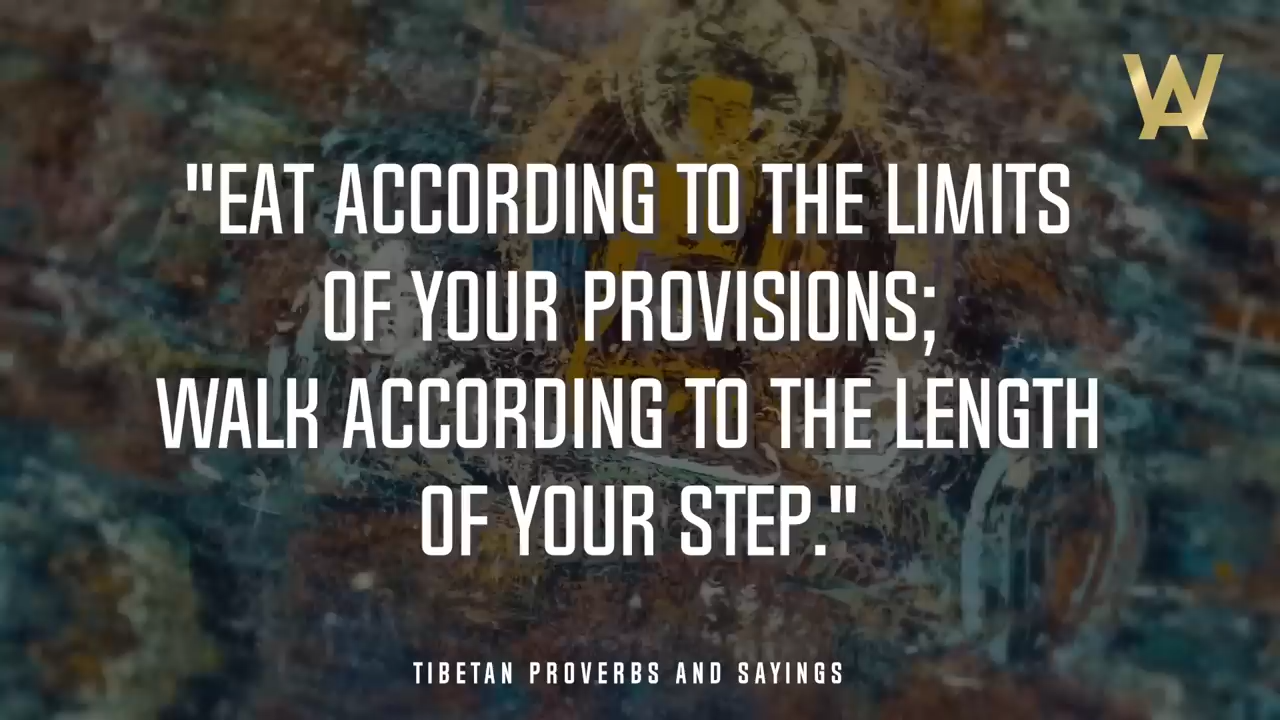 WA
"EAT ACCORDING TO THE LIMITS
OF YOUR PROVISIONS;
WALK ACCORDING TO THE LENGTH
OF YOUR STEP."
TIBETAN PROVERBS AND SAYINGS